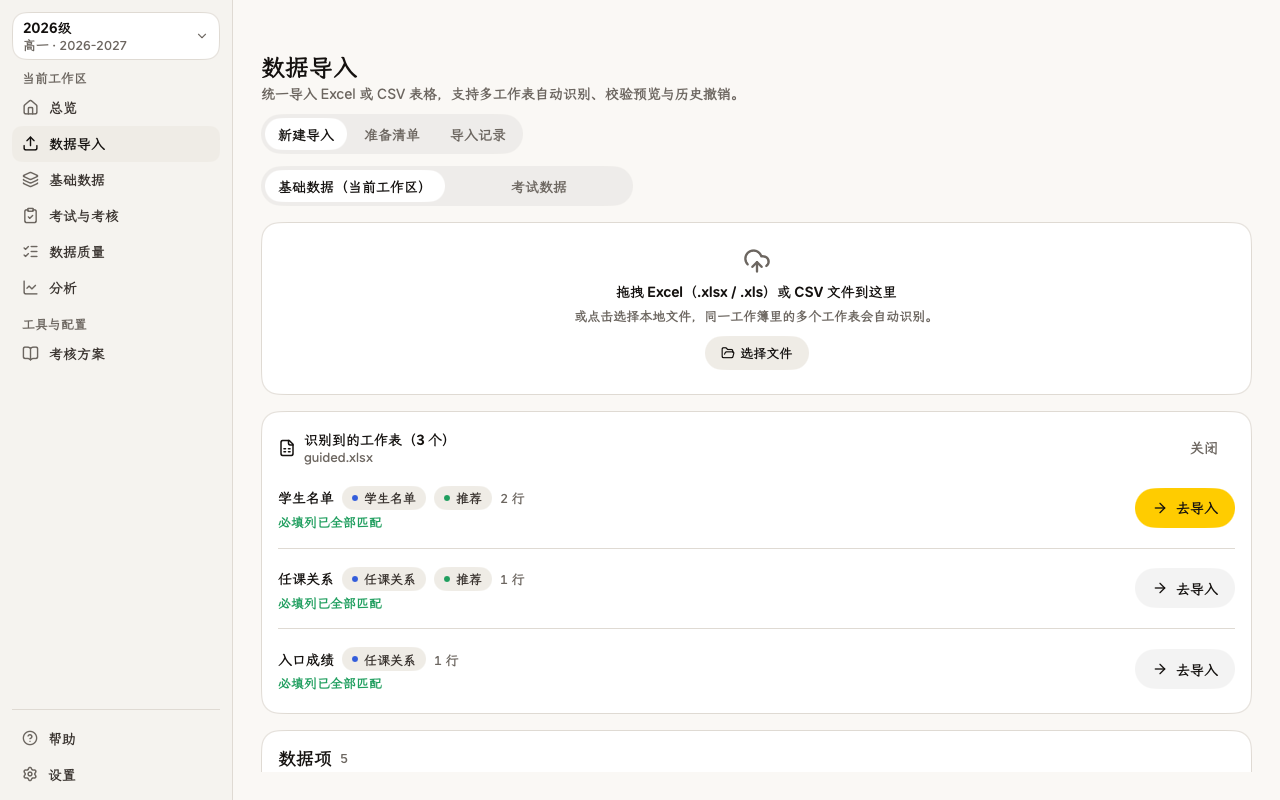 2026级
高一 · 2026-2027
当前工作区
总览
数据导入
基础数据
考试与考核
数据质量
分析
工具与配置
考核方案
帮助
设置
数据导入
统一导入 Excel 或 CSV 表格，支持多工作表自动识别、校验预览与历史撤销。
新建导入 准备清单 导入记录
基础数据（当前工作区） 考试数据
拖拽 Excel（.xlsx / .xls）或 CSV 文件到这里
或点击选择本地文件，同一工作簿里的多个工作表会自动识别。
选择文件
识别到的工作表（3 个）
guided.xlsx
关闭
学生名单 学生名单 推荐 2 行
必填列已全部匹配
去导入
任课关系 任课关系 推荐 1 行
必填列已全部匹配
去导入
入口成绩 任课关系 1 行
必填列已全部匹配
去导入
数据项 5